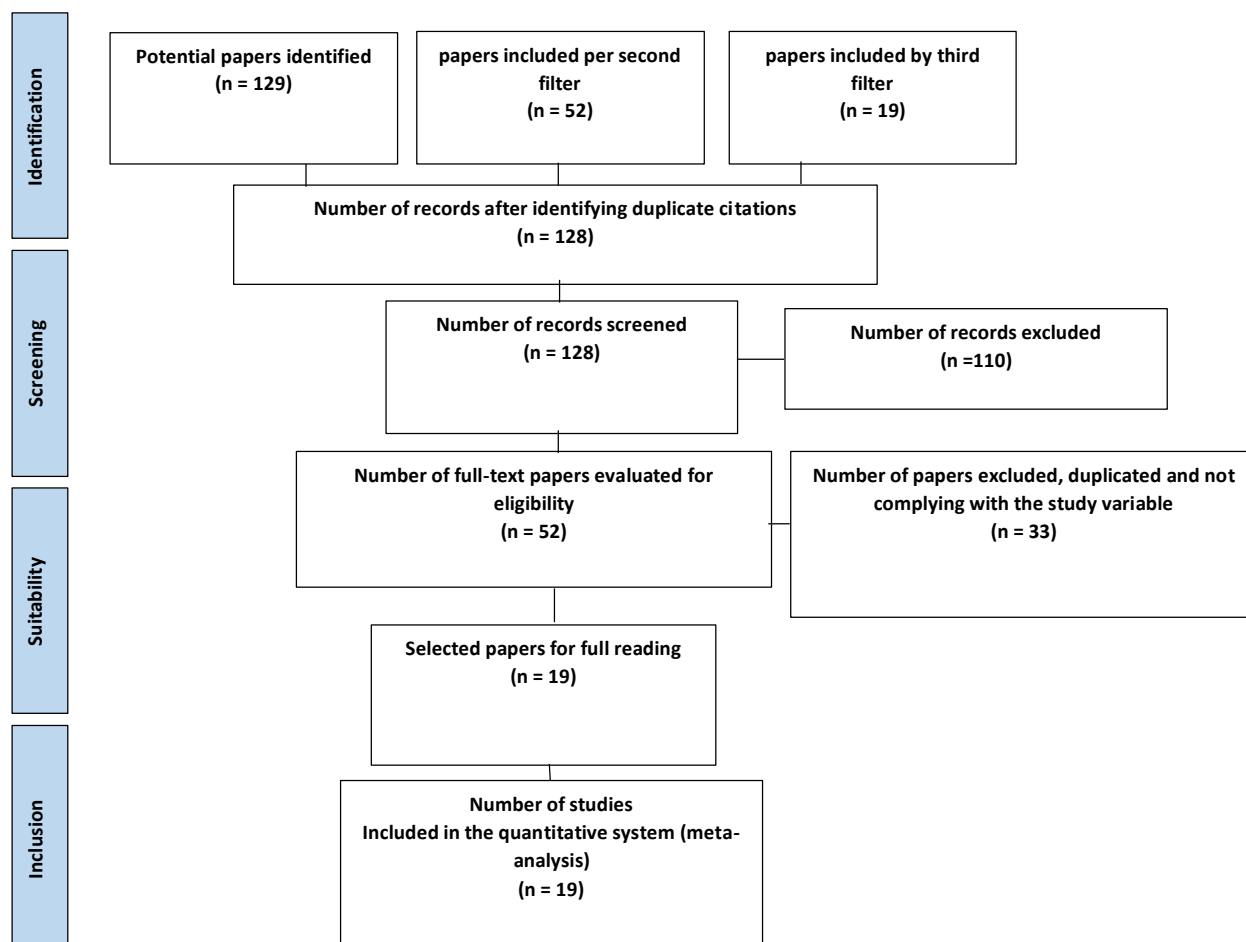 Identification
Potential papers identified
(n = 129)
papers included per second
filter
(n = 52)
papers included by third
filter
(n = 19)
Number of records after identifying duplicate citations
(n = 128)
Screening
Number of records screened
(n = 128)
Number of records excluded
(n =110)
Suitability
Number of full-text papers evaluated for
eligibility
(n = 52)
Number of papers excluded, duplicated and not
complying with the study variable
(n = 33)
Selected papers for full reading
(n = 19)
Inclusion
Number of studies
Included in the quantitative system (meta-
analysis)
(n = 19)